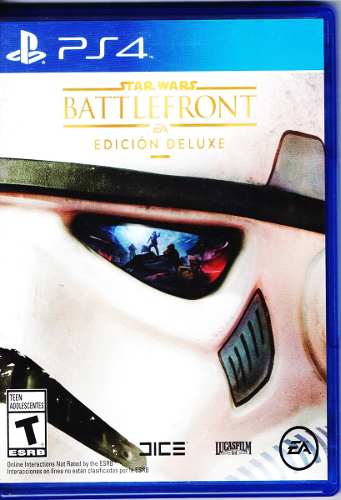 PS4
STAR WARS
BATTLEFRONT
EA
EDICIÓN DELUXE
TEEN
ADOLESCENTES
T
ESRB
Online Interactions Not Rated by the ESRB
Interacciones en línea no están clasificadas por la ESRB
DICE
LUCASFILM
EA